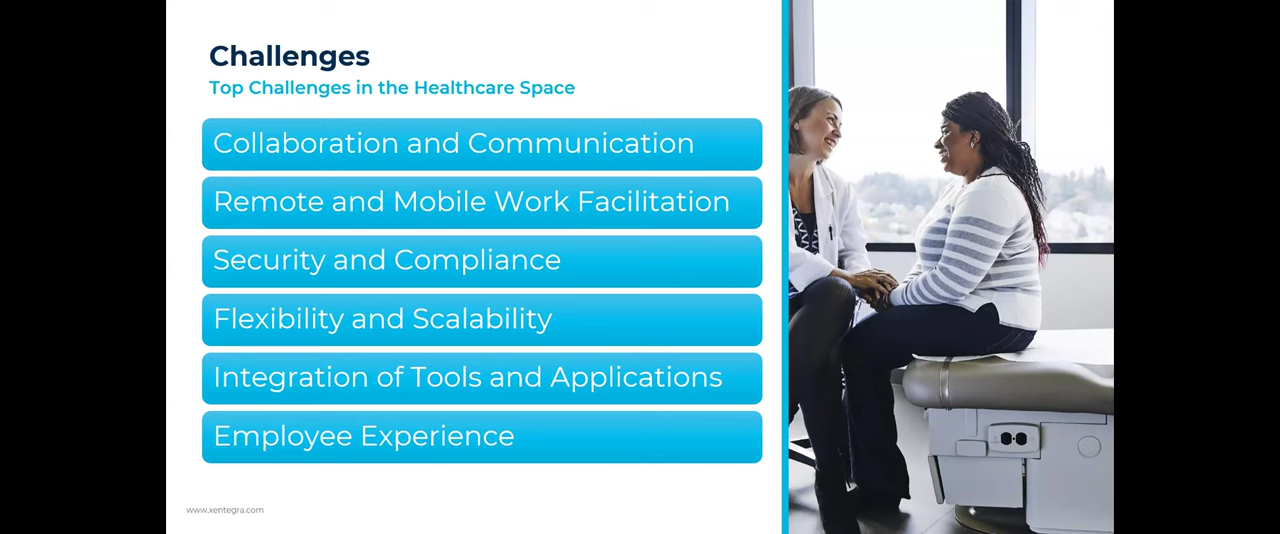 Challenges
Top Challenges in the Healthcare Space
Collaboration and Communication
Remote and Mobile Work Facilitation
Security and Compliance
Flexibility and Scalability
Integration of Tools and Applications
Employee Experience
www.xentegra.com